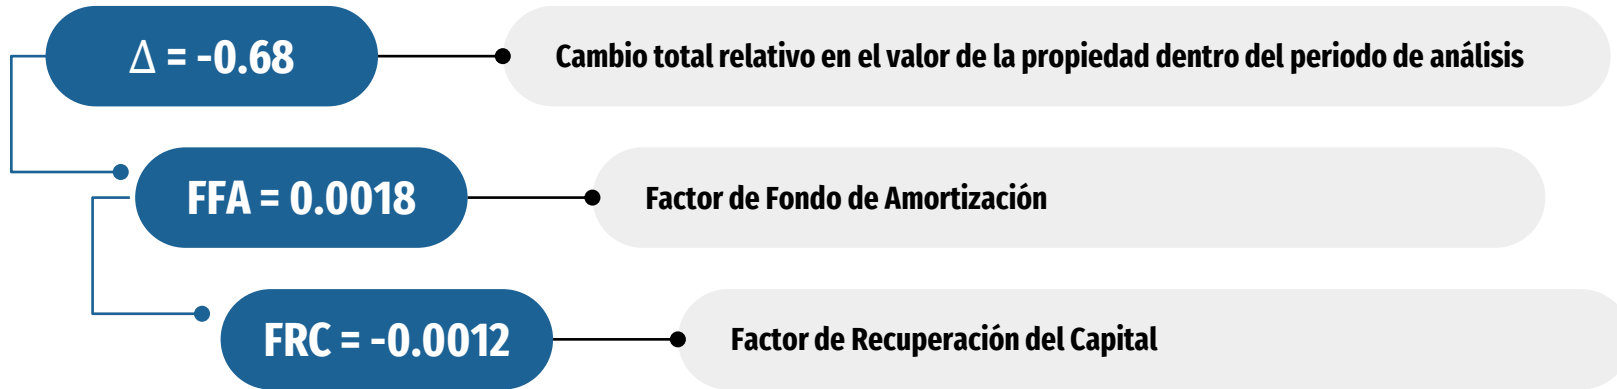 Δ = -0.68
Cambio total relativo en el valor de la propiedad dentro del periodo de análisis
FFA = 0.0018
Factor de Fondo de Amortización
FRC = -0.0012
Factor de Recuperación del Capital